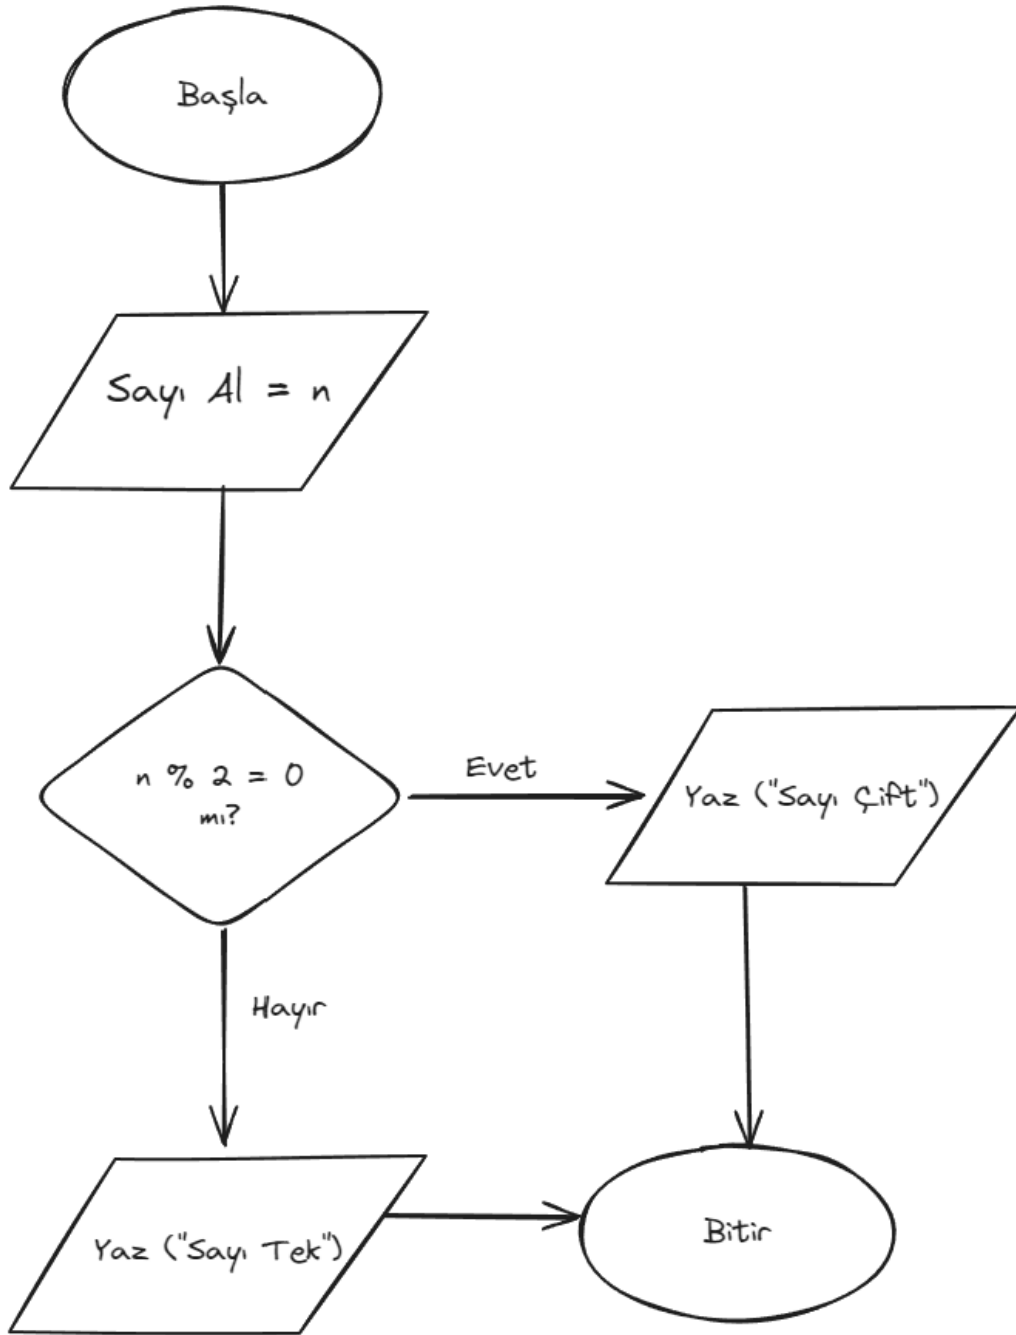 Başla
Sayı Al = n
n % 2 = 0
mı?
Evet
Yaz ("Sayı Çift")
Hayır
Yaz ("Sayı Tek")
Bitir